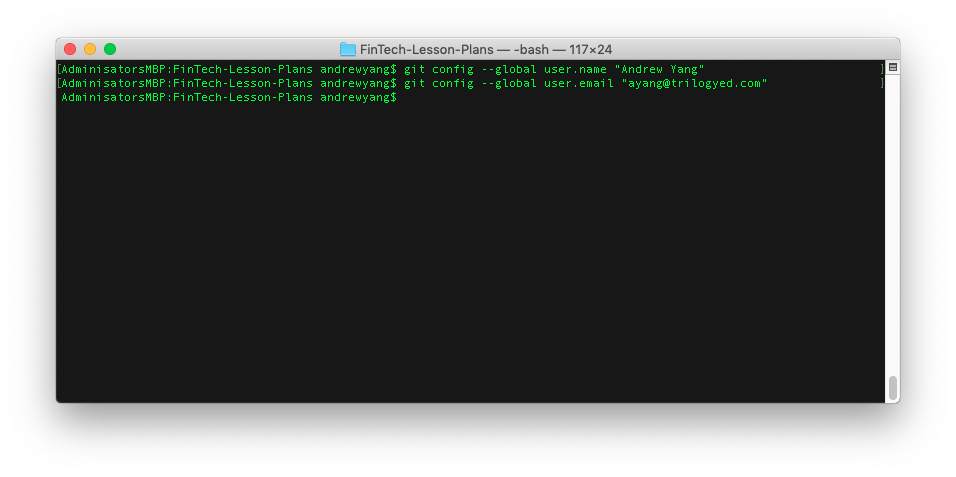 FinTech-Lesson-Plans — -bash — 117×24
[AdminisatorsMBP:FinTech-Lesson-Plans andrewyang$ git config --global user.name "Andrew Yang" ]
[AdminisatorsMBP:FinTech-Lesson-Plans andrewyang$ git config --global user.email "ayang@trilogyed.com" ]
AdminisatorsMBP:FinTech-Lesson-Plans andrewyang$